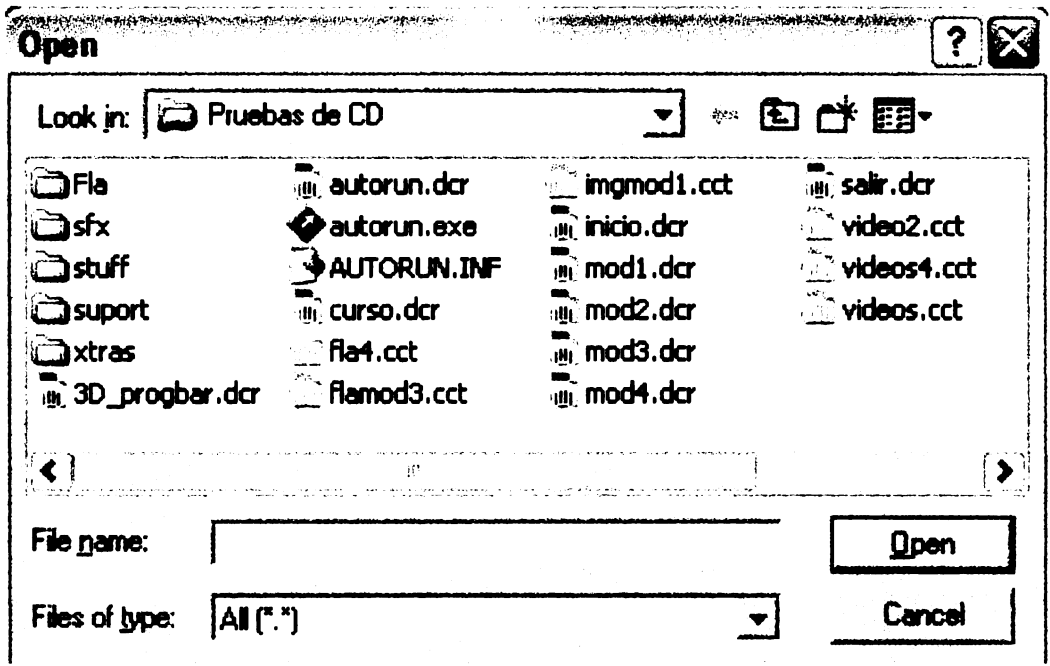 Open
Look in: Pruebas de CD
Fla autorun.dcr imgmod1.cct salir.dcr
sfx autorun.exe inicio.dcr video2.cct
stuff AUTORUN.INF mod1.dcr videos4.cct
suport curso.dcr mod2.dcr videos.cct
xtras fla4.cct mod3.dcr
3D_progbar.dcr flamod3.cct mod4.dcr
File name: Open
Files of type: All (*.*) Cancel